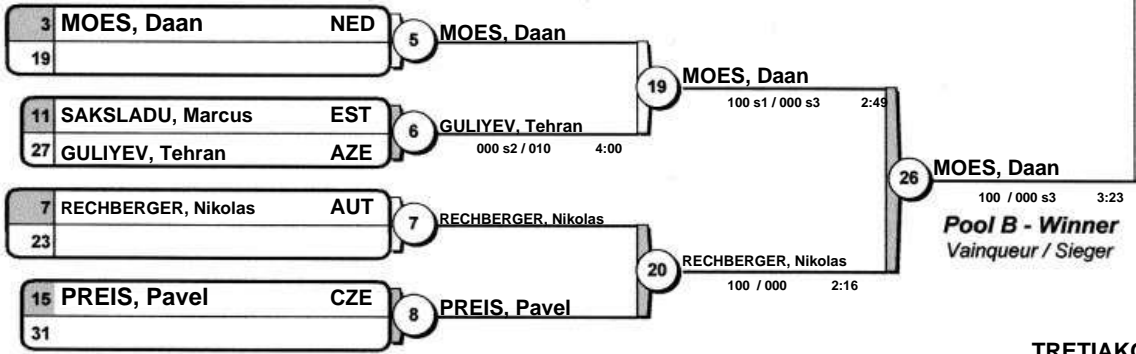 3 MOES, Daan NED
19
5 MOES, Daan
11 SAKSLADU, Marcus EST
27 GULIYEV, Tehran AZE
6 GULIYEV, Tehran
000 s2 / 010 4:00
19 MOES, Daan
100 s1 / 000 s3 2:49
7 RECHBERGER, Nikolas AUT
23
7 RECHBERGER, Nikolas
15 PREIS, Pavel CZE
31
8 PREIS, Pavel
20 RECHBERGER, Nikolas
100 / 000 2:16
26 MOES, Daan
100 / 000 s3 3:23
Pool B - Winner
Vainqueur / Sieger